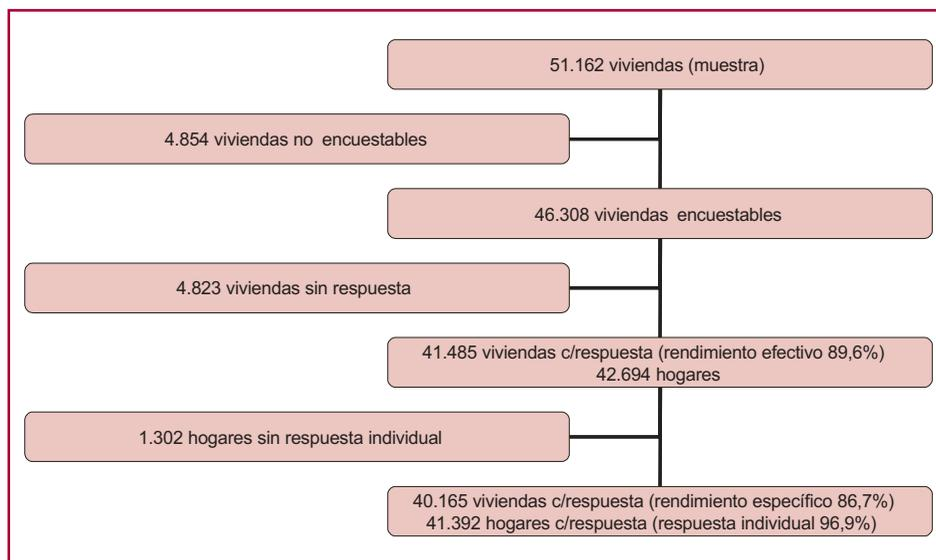 51.162 viviendas (muestra)
4.854 viviendas no encuestables
46.308 viviendas encuestables
4.823 viviendas sin respuesta
41.485 viviendas c/respuesta (rendimiento efectivo 89,6%)
42.694 hogares
1.302 hogares sin respuesta individual
40.165 viviendas c/respuesta (rendimiento específico 86,7%)
41.392 hogares c/respuesta (respuesta individual 96,9%)